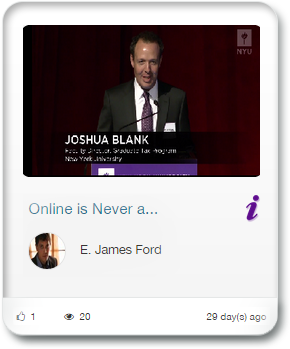 NYU
JOSHUA BLANK
Faculty Director, Graduate Tax Program
New York University
Online is Never a...
i
E. James Ford
1
20
29 day(s) ago